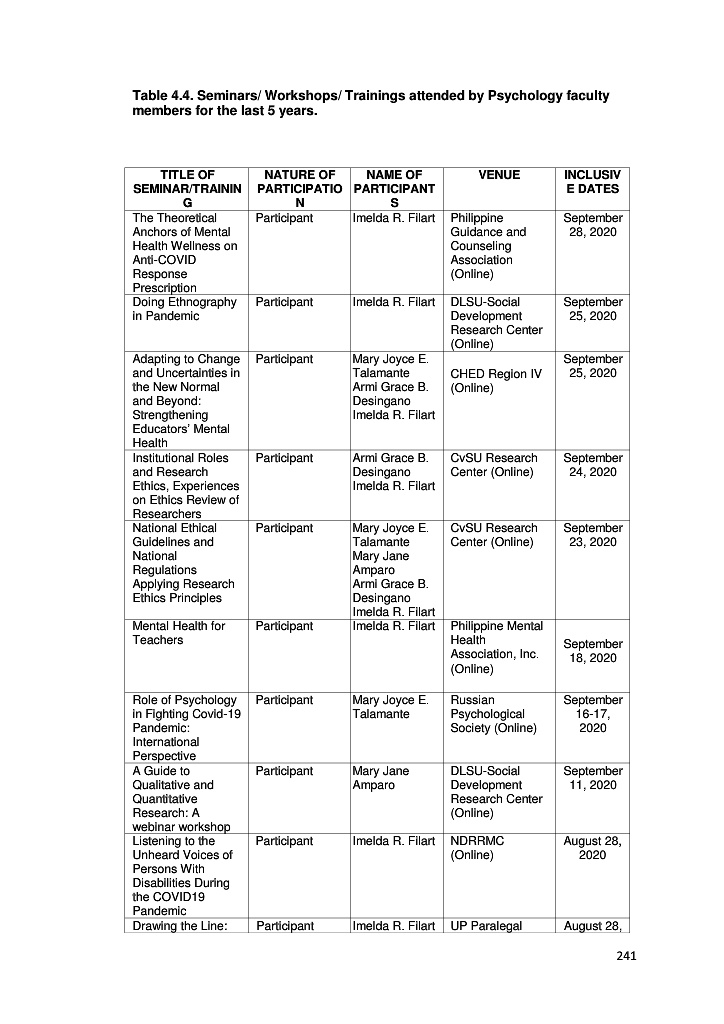 Table 4.4. Seminars/ Workshops/ Trainings attended by Psychology faculty
members for the last 5 years.
TITLE OF
SEMINAR/TRAININ
G
NATURE OF
PARTICIPATIO
N
NAME OF
PARTICIPANT
S
VENUE
INCLUSIV
E DATES
The Theoretical
Anchors of Mental
Health Wellness on
Anti-COVID
Response
Prescription
Participant
Imelda R. Filart
Philippine
Guidance and
Counseling
Association
(Online)
September
28, 2020
Doing Ethnography
in Pandemic
Participant
Imelda R. Filart
DLSU-Social
Development
Research Center
(Online)
September
25, 2020
Adapting to Change
and Uncertainties in
the New Normal
and Beyond:
Strengthening
Educators’ Mental
Health
Participant
Mary Joyce E.
Talamante
Armi Grace B.
Desingano
Imelda R. Filart
CHED Region IV
(Online)
September
25, 2020
Institutional Roles
and Research
Ethics, Experiences
on Ethics Review of
Researchers
Participant
Armi Grace B.
Desingano
Imelda R. Filart
CvSU Research
Center (Online)
September
24, 2020
National Ethical
Guidelines and
National
Regulations
Applying Research
Ethics Principles
Participant
Mary Joyce E.
Talamante
Mary Jane
Amparo
Armi Grace B.
Desingano
Imelda R. Filart
CvSU Research
Center (Online)
September
23, 2020
Mental Health for
Teachers
Participant
Imelda R. Filart
Philippine Mental
Health
Association, Inc.
(Online)
September
18, 2020
Role of Psychology
in Fighting Covid-19
Pandemic:
International
Perspective
Participant
Mary Joyce E.
Talamante
Russian
Psychological
Society (Online)
September
16-17,
2020
A Guide to
Qualitative and
Quantitative
Research: A
webinar workshop
Participant
Mary Jane
Amparo
DLSU-Social
Development
Research Center
(Online)
September
11, 2020
Listening to the
Unheard Voices of
Persons With
Disabilities During
the COVID19
Pandemic
Participant
Imelda R. Filart
NDRRMC
(Online)
August 28,
2020
Drawing the Line:
Participant
Imelda R. Filart
UP Paralegal
August 28,
241